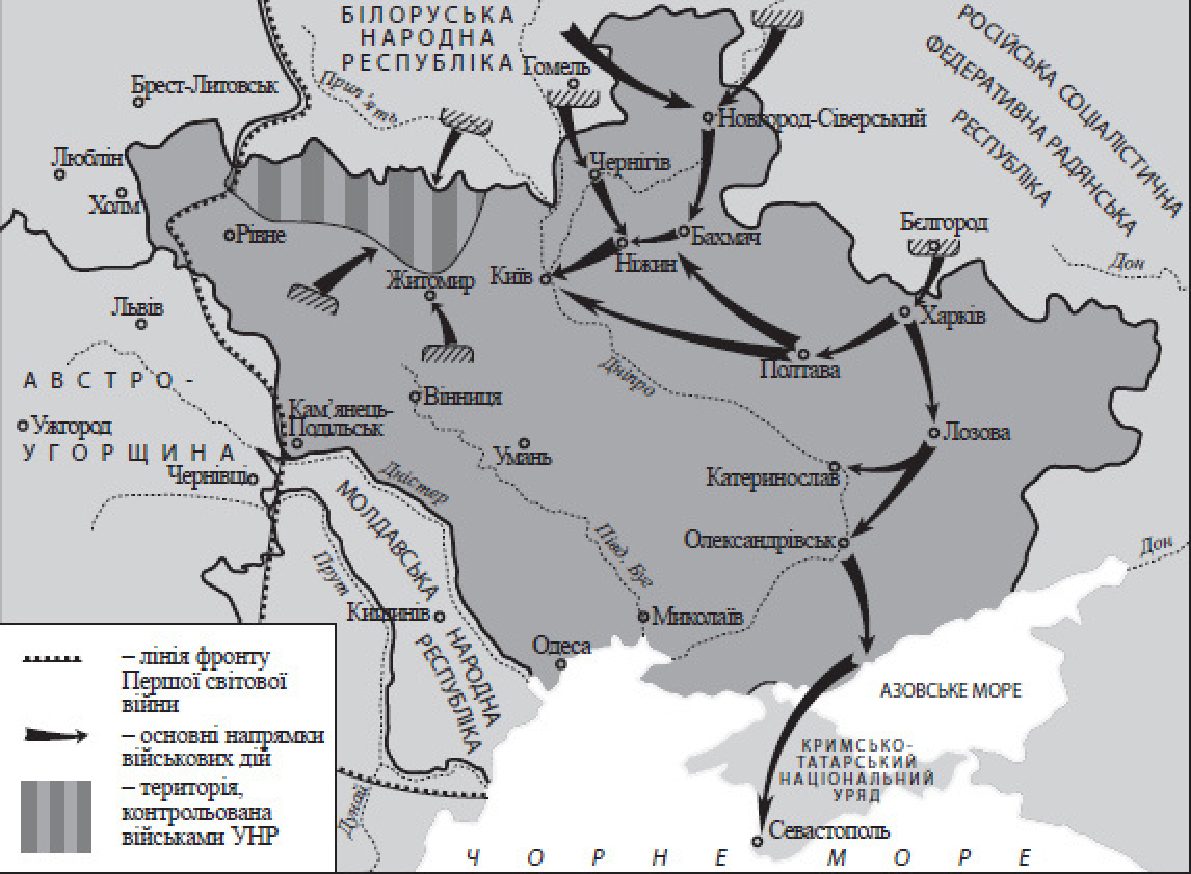 БІЛОРУСЬКА
НАРОДНА
РЕСПУБЛІКА
РОСІЙСЬКА СОЦІАЛІСТИЧНА
ФЕДЕРАТИВНА РАДЯНСЬКА
РЕСПУБЛІКА
Гомель
Брест-Литовськ
Прип'ять
Новгород-Сіверський
Люблін
Чернігів
Холм
Рівне
Бахмач
Бєлгород
Ніжин
Дон
Житомир
Київ
Львів
Харків
Полтава
Дніпро
АВСТРО-
УГОРЩИНА
Вінниця
Кам'янець-
Подільськ
Ужгород
Лозова
Умань
Чернівці
Катеринослав
Дністер
МОЛДАВСЬКА
НАРОДНА
РЕСПУБЛІКА
Півд. Буг
Олександрівськ
Дон
Прут
Кишинів
Миколаїв
Одеса
– лінія фронту
Першої світової
війни
АЗОВСЬКЕ МОРЕ
– основні напрямки
військових дій
КРИМСЬКО-
ТАТАРСЬКИЙ
НАЦІОНАЛЬНИЙ
УРЯД
– територія,
контрольована
військами УНР
Дунай
Севастополь
ЧОРНЕ МОРЕ